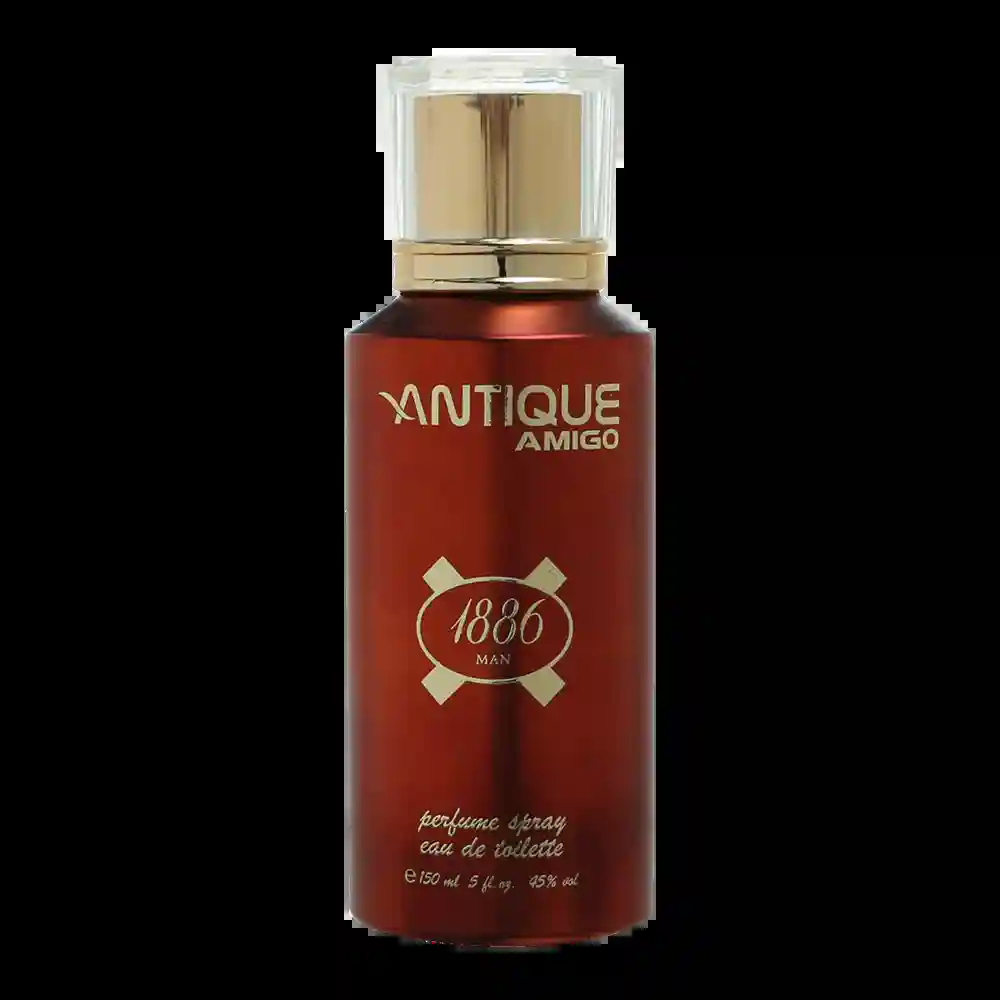 ANTIQUE
AMIGO
1886
MAN
perfume spray
eau de toilette
℮150 ml 5 fl.oz. 45% vol